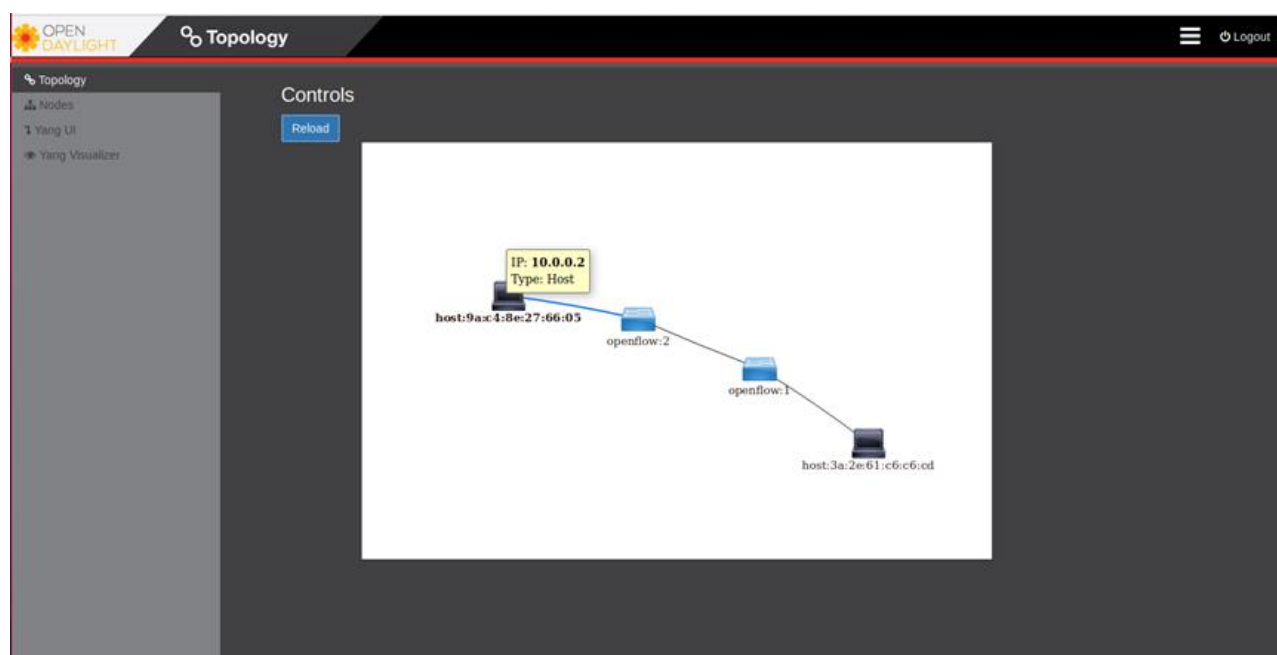 OPEN
DAYLIGHT
Topology
Logout
Topology
Nodes
Yang UI
Yang Visualizer
Controls
Reload
IP: 10.0.0.2
Type: Host
host:9a:c4:8e:27:66:05
openflow:2
openflow:1
host:3a:2e:61:c6:c6:cd